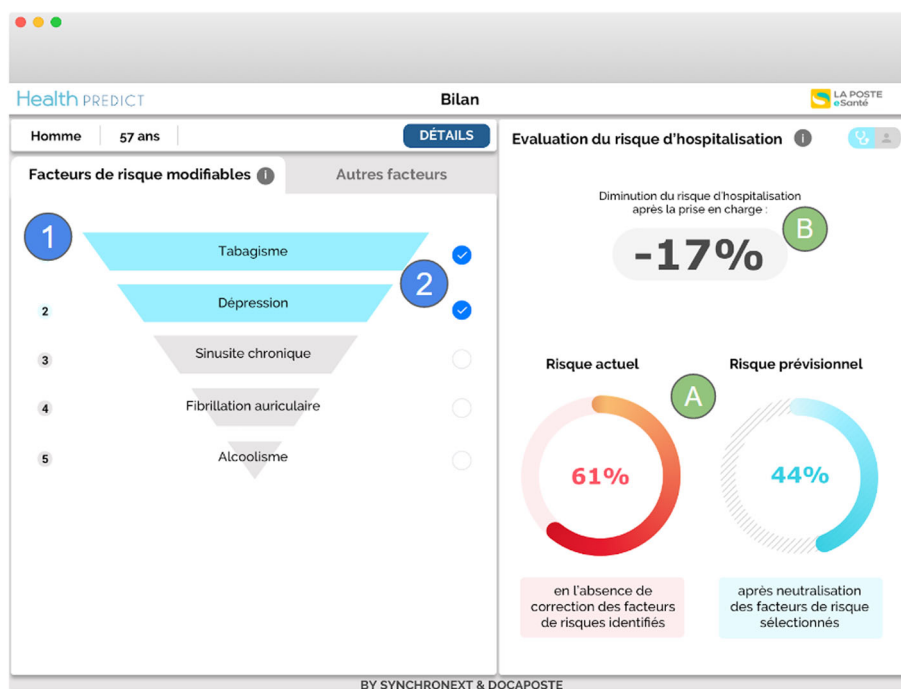 Health PREDICT
Bilan
LA POSTE
eSanté
Homme
57 ans
DÉTAILS
Facteurs de risque modifiables i
Autres facteurs
1
Tabagisme
2
2
Dépression
3
Sinusite chronique
4
Fibrillation auriculaire
5
Alcoolisme
Evaluation du risque d'hospitalisation i
Diminution du risque d'hospitalisation
après la prise en charge :
B
-17%
Risque actuel
Risque prévisionnel
A
61%
44%
en l'absence de
correction des facteurs
de risques identifiés
après neutralisation
des facteurs de risque
sélectionnés
BY SYNCHRONEXT & DOCAPOSTE